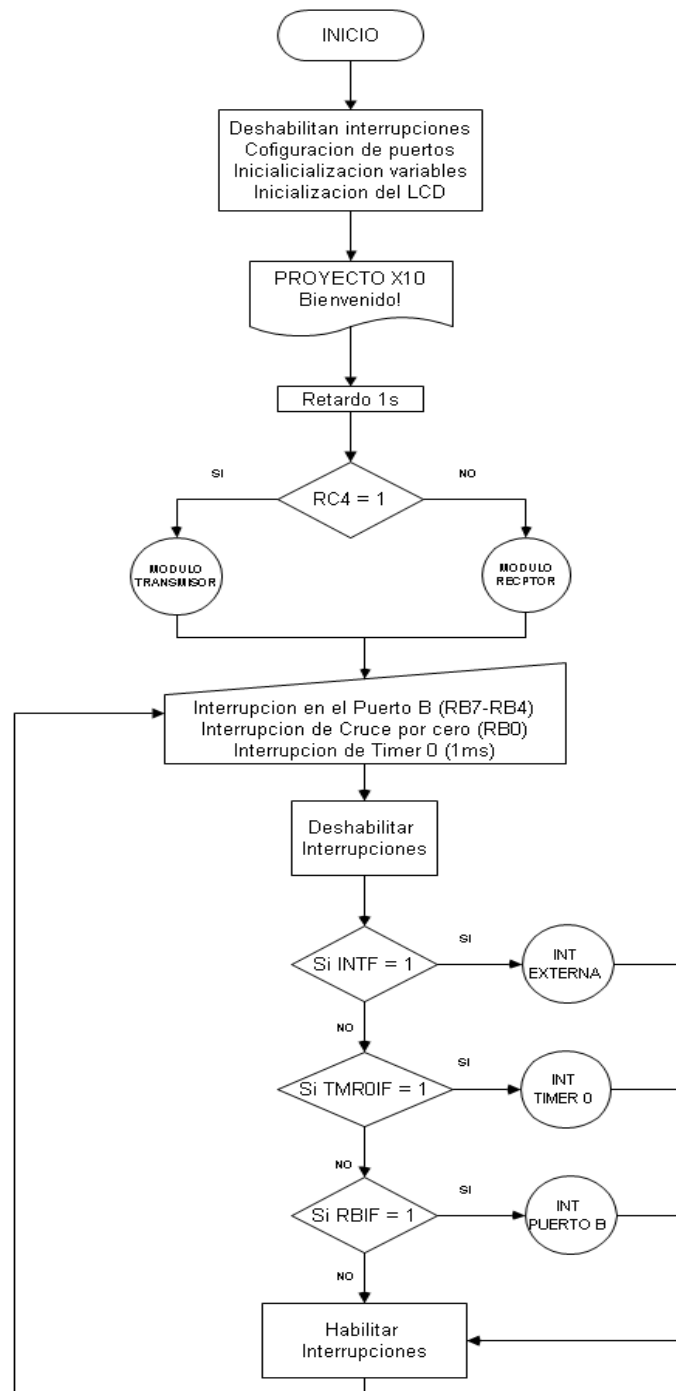 INICIO
Deshabilitan interrupciones
Cofiguracion de puertos
Inicialicializacion variables
Inicializacion del LCD
PROYECTO X10
Bienvenido!
Retardo 1s
SI
NO
RC4 = 1
MODULO
TRANSMISOR
MODULO
RECPTOR
Interrupcion en el Puerto B (RB7-RB4)
Interrupcion de Cruce por cero (RB0)
Interrupcion de Timer 0 (1ms)
Deshabilitar
Interrupciones
Si INTF = 1
SI
INT
EXTERNA
NO
Si TMR0IF = 1
SI
INT
TIMER 0
NO
Si RBIF = 1
SI
INT
PUERTO B
NO
Habilitar
Interrupciones